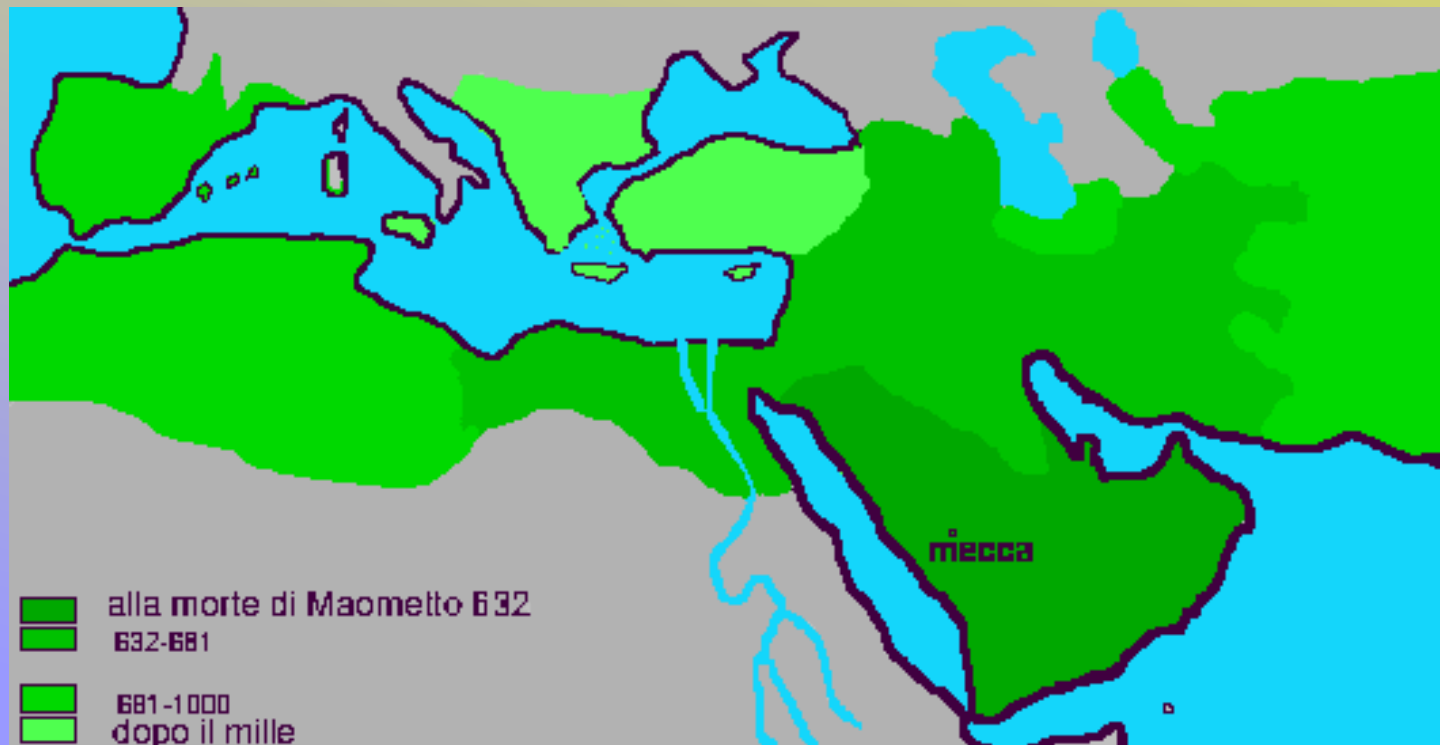 mecca
alla morte di Maometto 632
632-681
681-1000
dopo il mille